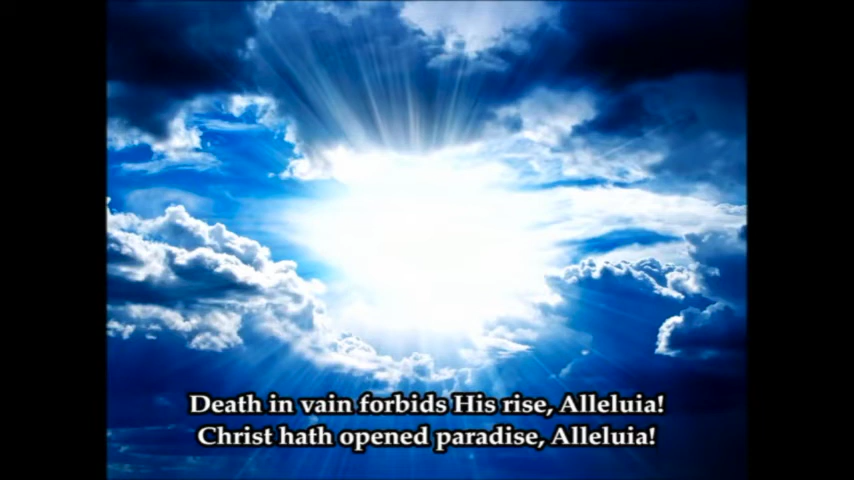 Death in vain forbids His rise, Alleluia!
Christ hath opened paradise, Alleluia!